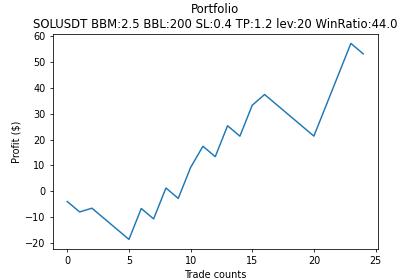 Portfolio
SOLUSDT BBM:2.5 BBL:200 SL:0.4 TP:1.2 lev:20 WinRatio:44.0
60
50
40
30
20
10
0
−10
−20
Profit ($)
0 5 10 15 20 25
Trade counts